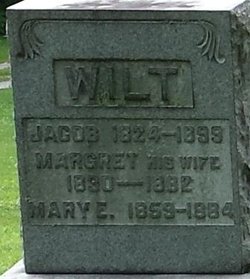 WILT
JACOB 1824–1899
MARGRET HIS WIFE
1830–1892
MARY E. 1859–1884